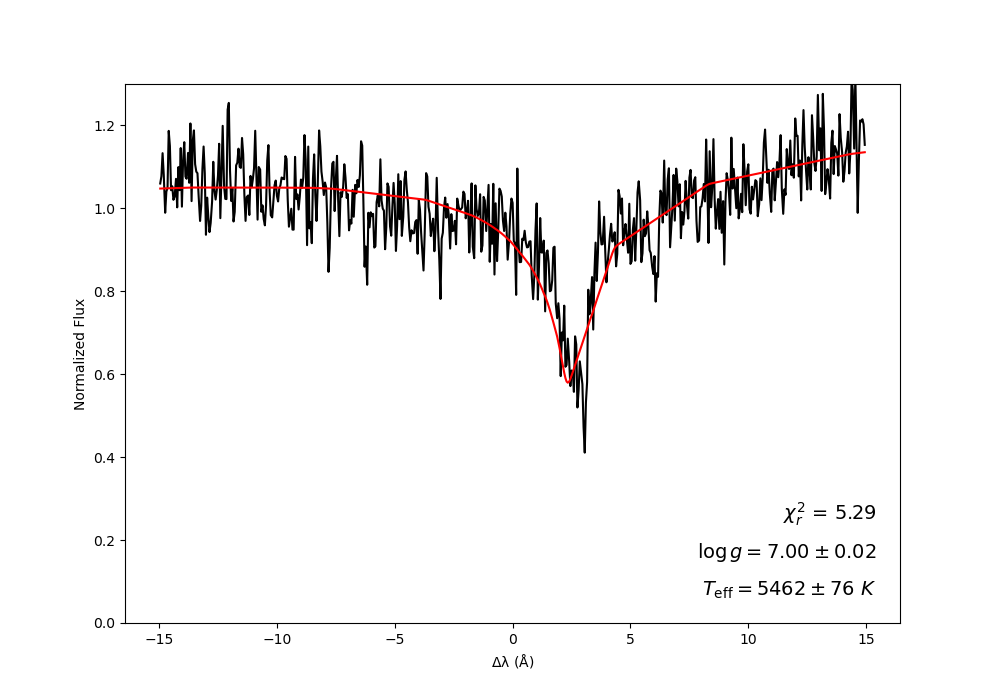 1.2
1.0
0.8
0.6
0.4
0.2
0.0
Normalized Flux
χ²ᵣ = 5.29
log g = 7.00 ± 0.02
T_eff = 5462 ± 76 K
−15 −10 −5 0 5 10 15
Δλ (Å)